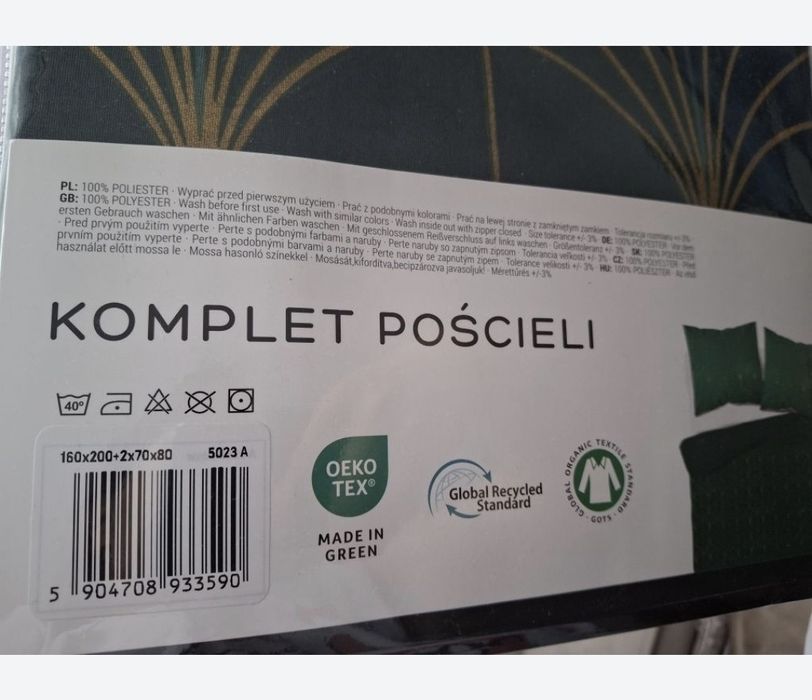 PL: 100% POLIESTER · Wyprać przed pierwszym użyciem · Prać z podobnymi kolorami · Prać na lewej stronie z zamkniętym zamkiem · Tolerancja rozmiaru +/-3% ·
GB: 100% POLYESTER · Wash before first use · Wash with similar colors · Wash inside out with zipper closed · Size tolerance +/- 3% · DE: 100% POLYESTER · Vor dem
ersten Gebrauch waschen · Mit ähnlichen Farben waschen · Mit geschlossenem Reißverschluss auf links waschen · Größentoleranz +/- 3% · SK: 100% POLYESTER
· Pred prvým použitím vyperte · Perte s podobnými farbami a naruby · Perte naruby so zapnutým zipsom · Tolerancia veľkosti +/- 3% · CZ: 100% POLYESTER · Před
prvním použitím vyperte · Perte s podobnými barvami a naruby · Perte naruby se zapnutým zipem · Tolerance velikosti +/- 3% · HU: 100% POLIÉSZTER · Az első
használat előtt mossa le · Mossa hasonló színekkel · Mosását,kifordítva,becipzározva javasoljuk! · Mérettűrés +/-3%
KOMPLET POŚCIELI
40°
160x200+2x70x80 5023 A
5 904708 933590
OEKO
TEX®
MADE IN
GREEN
Global Recycled
Standard
GLOBAL ORGANIC TEXTILE STANDARD · GOTS ·